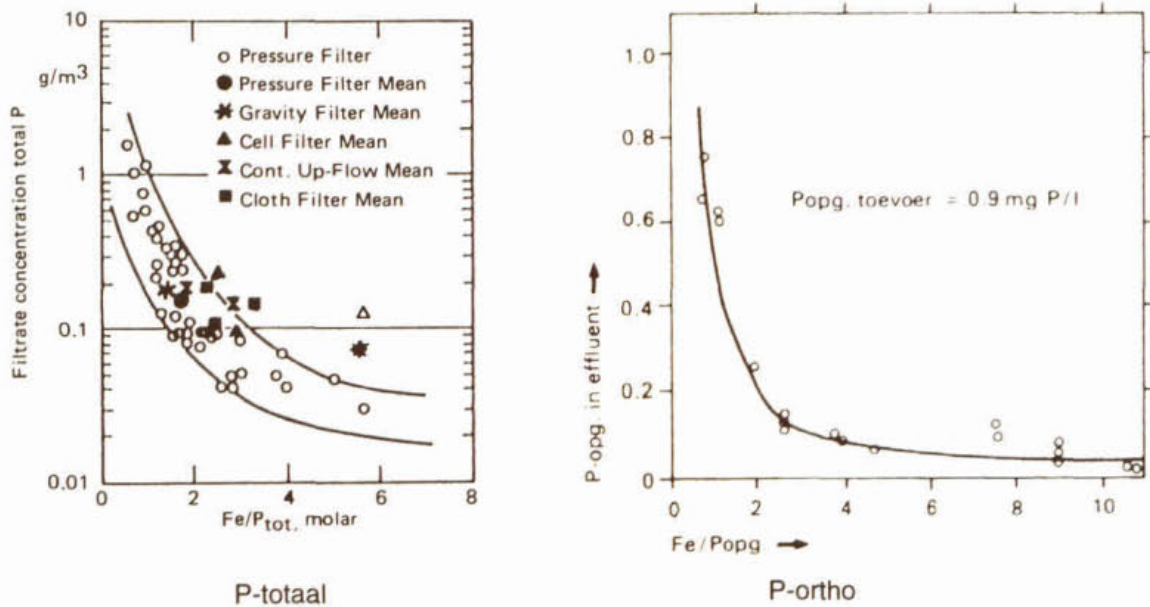 10
g/m³
1
0.1
0.01
0 2 4 6 8
Filtrate concentration total P
Fe/Ptot. molar
Pressure Filter
Pressure Filter Mean
Gravity Filter Mean
Cell Filter Mean
Cont. Up-Flow Mean
Cloth Filter Mean
P-totaal
1.0
0.8
0.6
0.4
0.2
0
0 2 4 6 8 10
P-opg. in effluent
Popg. toevoer = 0.9 mg P/l
Fe/Popg
P-ortho